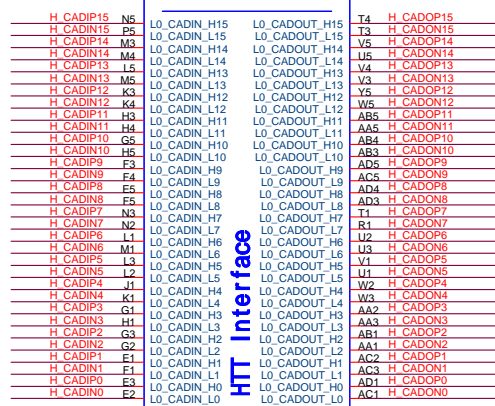 H_CADIP15 N5 L0_CADIN_H15 L0_CADOUT_H15 T4 H_CADOP15
H_CADIN15 P5 L0_CADIN_L15 L0_CADOUT_L15 T3 H_CADON15
H_CADIP14 M3 L0_CADIN_H14 L0_CADOUT_H14 V5 H_CADOP14
H_CADIN14 M4 L0_CADIN_L14 L0_CADOUT_L14 U5 H_CADON14
H_CADIP13 L5 L0_CADIN_H13 L0_CADOUT_H13 V4 H_CADOP13
H_CADIN13 M5 L0_CADIN_L13 L0_CADOUT_L13 V3 H_CADON13
H_CADIP12 K3 L0_CADIN_H12 L0_CADOUT_H12 Y5 H_CADOP12
H_CADIN12 K4 L0_CADIN_L12 L0_CADOUT_L12 W5 H_CADON12
H_CADIP11 H3 L0_CADIN_H11 L0_CADOUT_H11 AB5 H_CADOP11
H_CADIN11 H4 L0_CADIN_L11 L0_CADOUT_L11 AA5 H_CADON11
H_CADIP10 G5 L0_CADIN_H10 L0_CADOUT_H10 AB4 H_CADOP10
H_CADIN10 H5 L0_CADIN_L10 L0_CADOUT_L10 AB3 H_CADON10
H_CADIP9 F3 L0_CADIN_H9 L0_CADOUT_H9 AD5 H_CADOP9
H_CADIN9 F4 L0_CADIN_L9 L0_CADOUT_L9 AC5 H_CADON9
H_CADIP8 E5 L0_CADIN_H8 L0_CADOUT_H8 AD4 H_CADOP8
H_CADIN8 F5 L0_CADIN_L8 L0_CADOUT_L8 AD3 H_CADON8
H_CADIP7 N3 L0_CADIN_H7 L0_CADOUT_H7 T1 H_CADOP7
H_CADIN7 N2 L0_CADIN_L7 L0_CADOUT_L7 R1 H_CADON7
H_CADIP6 L1 L0_CADIN_H6 L0_CADOUT_H6 U2 H_CADOP6
H_CADIN6 M1 L0_CADIN_L6 L0_CADOUT_L6 U3 H_CADON6
H_CADIP5 L3 L0_CADIN_H5 L0_CADOUT_H5 V1 H_CADOP5
H_CADIN5 L2 L0_CADIN_L5 L0_CADOUT_L5 U1 H_CADON5
H_CADIP4 J1 L0_CADIN_H4 L0_CADOUT_H4 W2 H_CADOP4
H_CADIN4 K1 L0_CADIN_L4 L0_CADOUT_L4 W3 H_CADON4
H_CADIP3 G1 L0_CADIN_H3 L0_CADOUT_H3 AA2 H_CADOP3
H_CADIN3 H1 L0_CADIN_L3 L0_CADOUT_L3 AA3 H_CADON3
H_CADIP2 G3 L0_CADIN_H2 L0_CADOUT_H2 AB1 H_CADOP2
H_CADIN2 G2 L0_CADIN_L2 L0_CADOUT_L2 AA1 H_CADON2
H_CADIP1 E1 L0_CADIN_H1 L0_CADOUT_H1 AC2 H_CADOP1
H_CADIN1 F1 L0_CADIN_L1 L0_CADOUT_L1 AC3 H_CADON1
H_CADIP0 E3 L0_CADIN_H0 L0_CADOUT_H0 AD1 H_CADOP0
H_CADIN0 E2 L0_CADIN_L0 L0_CADOUT_L0 AC1 H_CADON0
HTT Interface